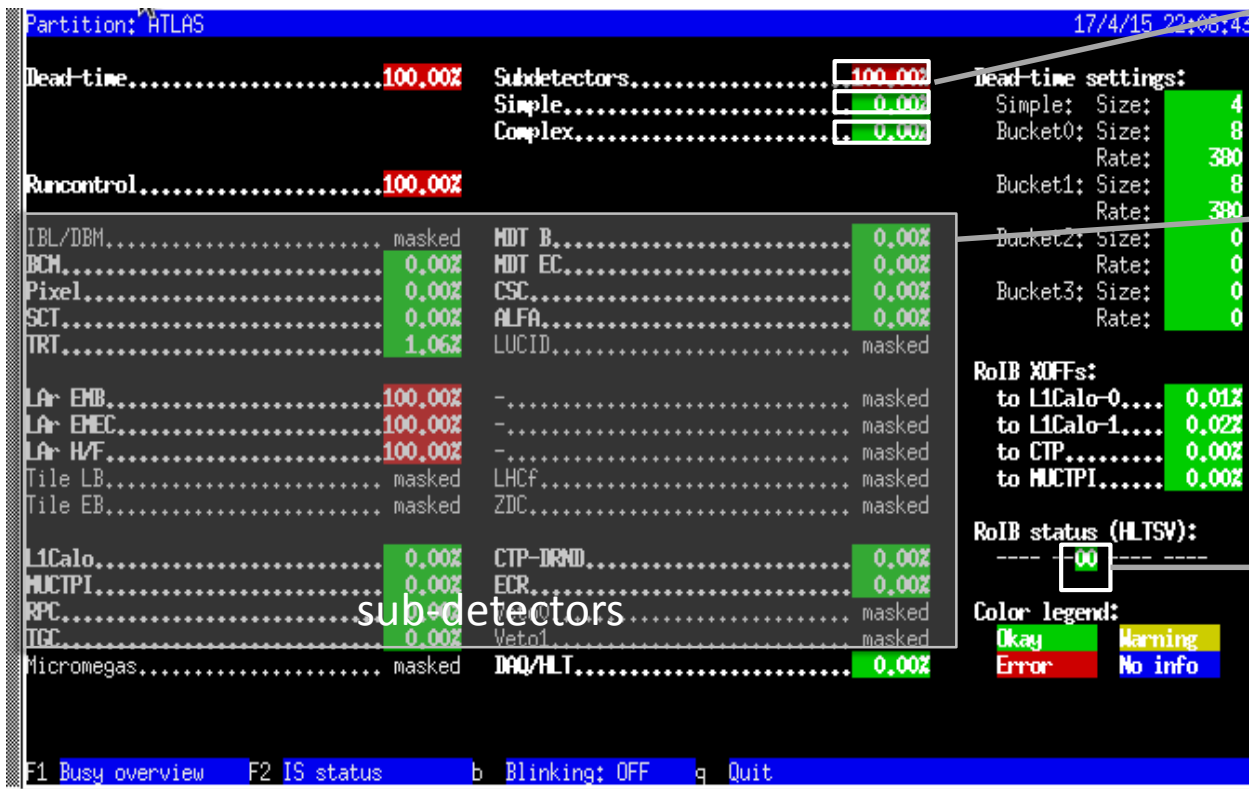 Partition: ATLAS 17/4/15 22:08:43
Dead-time.......................100.00% Subdetectors....................100.00% Dead-time settings:
Simple.......................... 0.00% Simple: Size: 4
Complex......................... 0.00% Bucket0: Size: 8
Rate: 380
Runcontrol......................100.00% Bucket1: Size: 8
Rate: 380
IBL/DBM......................... masked MDT B........................... 0.00% Bucket2: Size: 0
BCM............................. 0.00% MDT EC.......................... 0.00% Rate: 0
Pixel........................... 0.00% CSC............................. 0.00% Bucket3: Size: 0
SCT............................. 0.00% ALFA............................ 0.00% Rate: 0
TRT............................. 1.06% LUCID........................... masked
RoIB XOFFs:
LAr EMB.........................100.00% -............................... masked to L1Calo-0.... 0.01%
LAr EMEC........................100.00% -............................... masked to L1Calo-1.... 0.02%
LAr H/F.........................100.00% -............................... masked to CTP......... 0.00%
Tile LB......................... masked LHCf............................ masked to MUCTPI...... 0.00%
Tile EB......................... masked ZDC............................. masked
RoIB status (HLTSV):
L1Calo.......................... 0.00% CTP-DRND........................ 0.00% ---- --00 ---- ----
MUCTPI.......................... 0.00% ECR............................. 0.00%
RPC............................. 0.00% masked Color legend:
TGC............................. 0.00% Veto1........................... masked Okay Warning
sub-detectors
Micromegas...................... masked DAQ/HLT......................... 0.00% Error No info
F1 Busy overview F2 IS status b Blinking: OFF q Quit